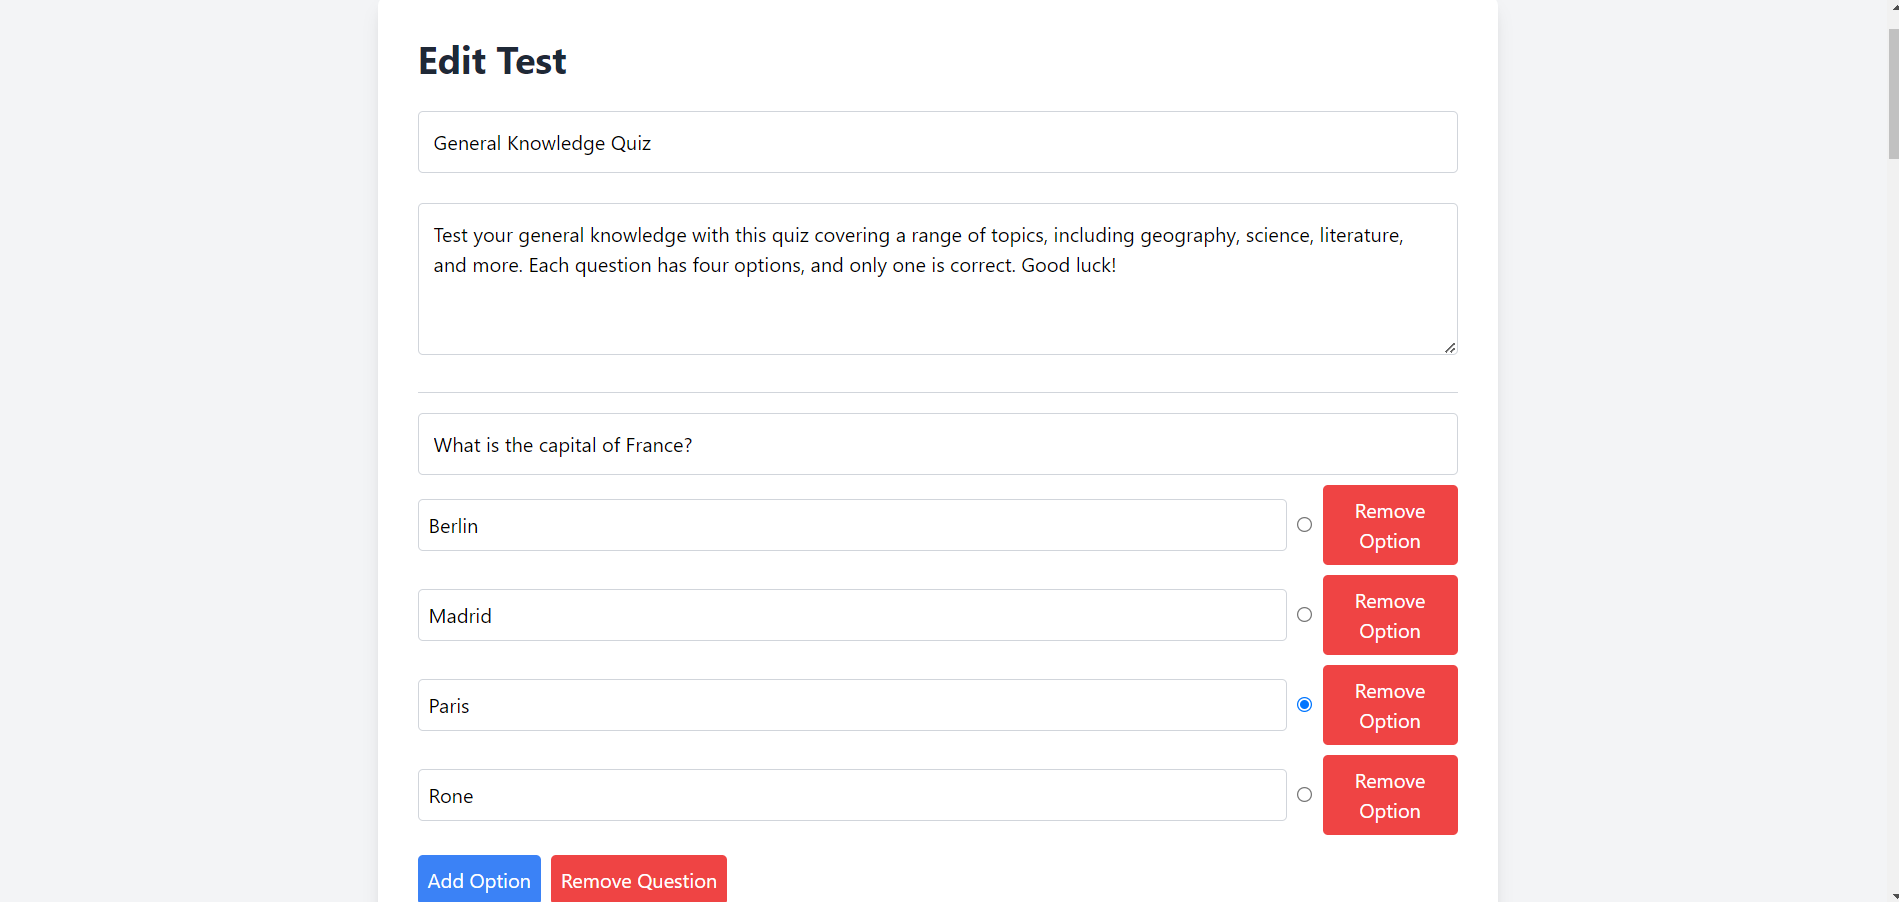 Edit Test
General Knowledge Quiz
Test your general knowledge with this quiz covering a range of topics, including geography, science, literature,
and more. Each question has four options, and only one is correct. Good luck!
What is the capital of France?
Berlin
Remove
Option
Madrid
Remove
Option
Paris
Remove
Option
Rone
Remove
Option
Add Option
Remove Question